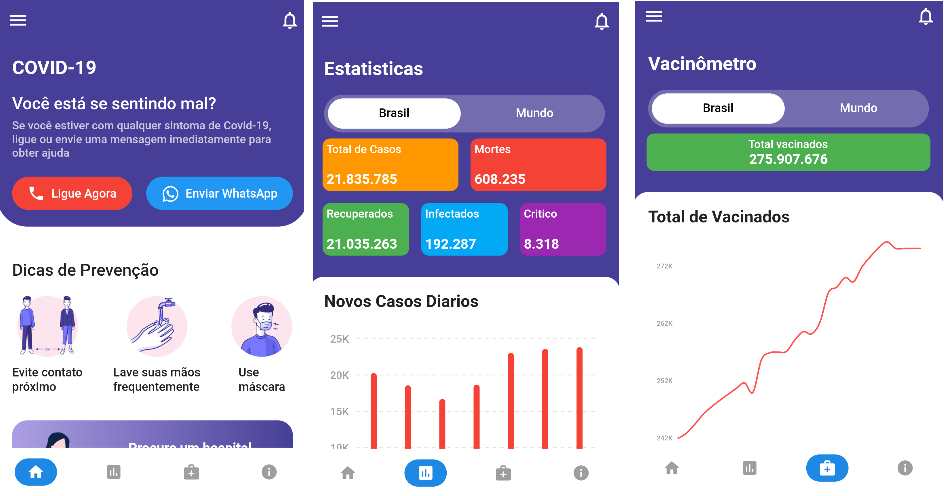 COVID-19
Você está se sentindo mal?
Se você estiver com qualquer sintoma de Covid-19,
ligue ou envie uma mensagem imediatamente para
obter ajuda
Ligue Agora
Enviar WhatsApp
Dicas de Prevenção
Evite contato
próximo
Lave suas mãos
frequentemente
Use
máscara
Procure um hospital
Estatisticas
Brasil
Mundo
Total de Casos
21.835.785
Mortes
608.235
Recuperados
21.035.263
Infectados
192.287
Critico
8.318
Novos Casos Diarios
25K
20K
15K
10K
Vacinômetro
Brasil
Mundo
Total vacinados
275.907.676
Total de Vacinados
272K
262K
252K
242K